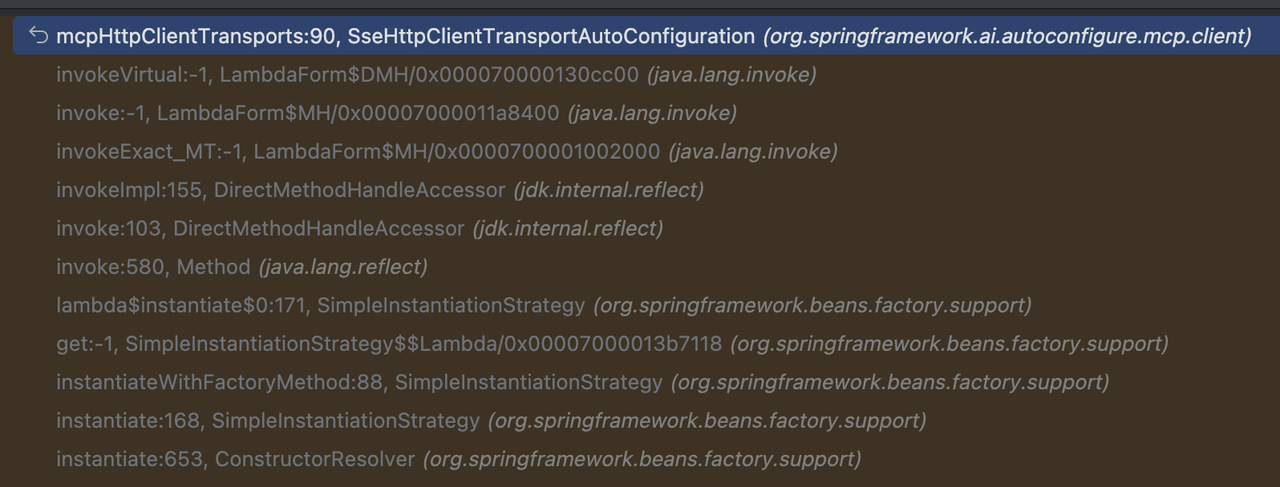 mcpHttpClientTransports:90, SseHttpClientTransportAutoConfiguration (org.springframework.ai.autoconfigure.mcp.client)
invokeVirtual:-1, LambdaForm$DMH/0x000070000130cc00 (java.lang.invoke)
invoke:-1, LambdaForm$MH/0x00007000011a8400 (java.lang.invoke)
invokeExact_MT:-1, LambdaForm$MH/0x0000700001002000 (java.lang.invoke)
invokeImpl:155, DirectMethodHandleAccessor (jdk.internal.reflect)
invoke:103, DirectMethodHandleAccessor (jdk.internal.reflect)
invoke:580, Method (java.lang.reflect)
lambda$instantiate$0:171, SimpleInstantiationStrategy (org.springframework.beans.factory.support)
get:-1, SimpleInstantiationStrategy$$Lambda/0x00007000013b7118 (org.springframework.beans.factory.support)
instantiateWithFactoryMethod:88, SimpleInstantiationStrategy (org.springframework.beans.factory.support)
instantiate:168, SimpleInstantiationStrategy (org.springframework.beans.factory.support)
instantiate:653, ConstructorResolver (org.springframework.beans.factory.support)